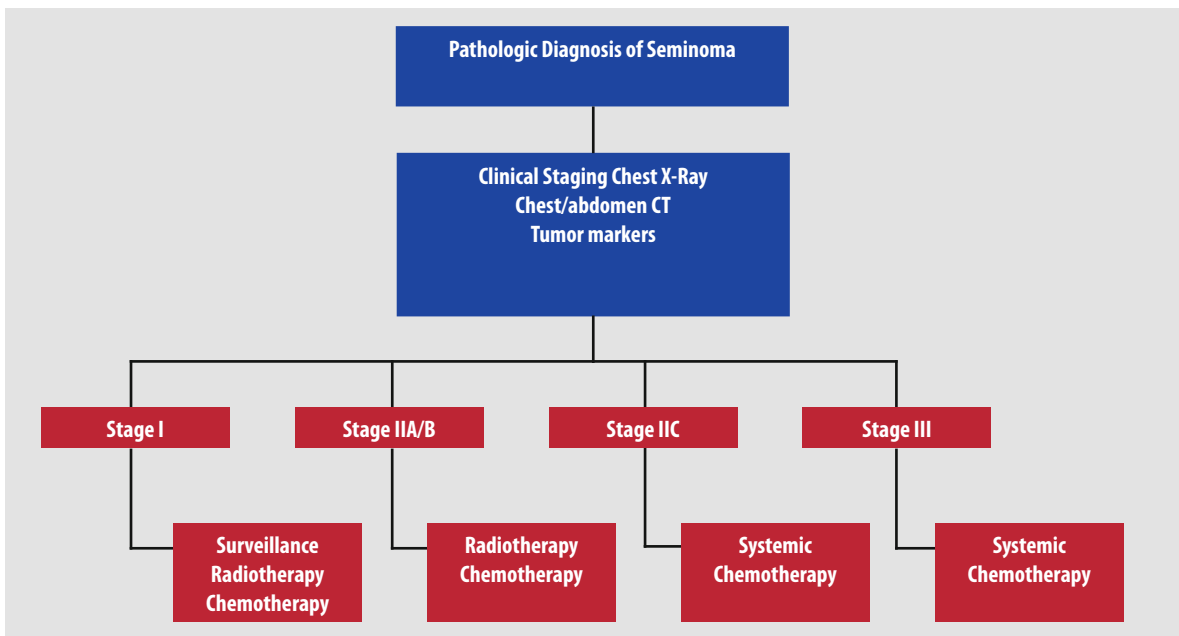 Pathologic Diagnosis of Seminoma
Clinical Staging Chest X-Ray
Chest/abdomen CT
Tumor markers
Stage I
Stage IIA/B
Stage IIC
Stage III
Surveillance
Radiotherapy
Chemotherapy
Radiotherapy
Chemotherapy
Systemic
Chemotherapy
Systemic
Chemotherapy